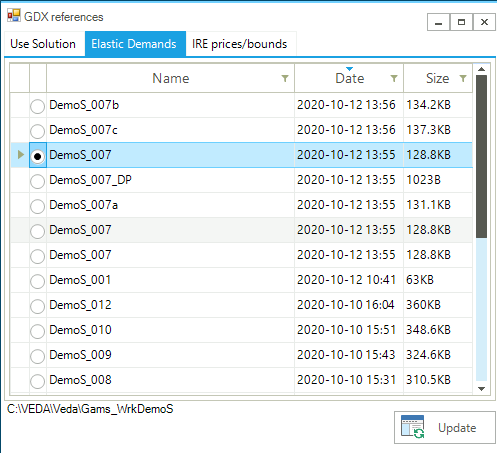 GDX references
Use Solution Elastic Demands IRE prices/bounds
Name Date Size
DemoS_007b 2020-10-12 13:56 134.2KB
DemoS_007c 2020-10-12 13:56 137.3KB
DemoS_007 2020-10-12 13:55 128.8KB
DemoS_007_DP 2020-10-12 13:55 1023B
DemoS_007a 2020-10-12 13:55 131.1KB
DemoS_007 2020-10-12 13:55 128.8KB
DemoS_007 2020-10-12 13:55 128.8KB
DemoS_001 2020-10-12 10:41 63KB
DemoS_012 2020-10-10 16:04 360KB
DemoS_010 2020-10-10 15:51 348.6KB
DemoS_009 2020-10-10 15:43 324.6KB
DemoS_008 2020-10-10 15:31 310.5KB
C:\VEDA\Veda\Gams_WrkDemoS
Update